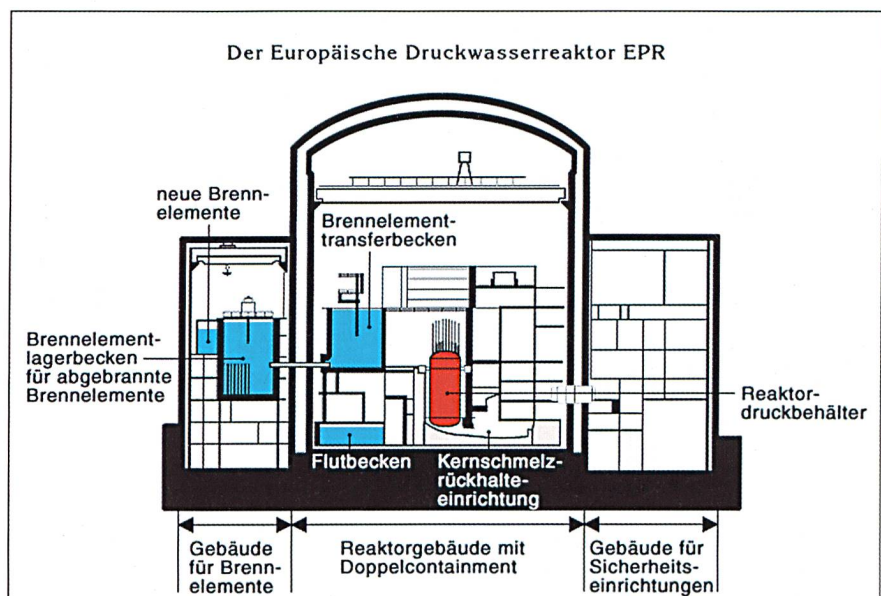 Der Europäische Druckwasserreaktor EPR
neue Brenn-
elemente
Brennelement-
transferbecken
Brennelement-
lagerbecken
für abgebrannte
Brennelemente
Reaktor-
druckbehälter
Flutbecken
Kernschmelz-
rückhalte-
einrichtung
Gebäude
für Brenn-
elemente
Reaktorgebäude mit
Doppelcontainment
Gebäude für
Sicherheits-
einrichtungen